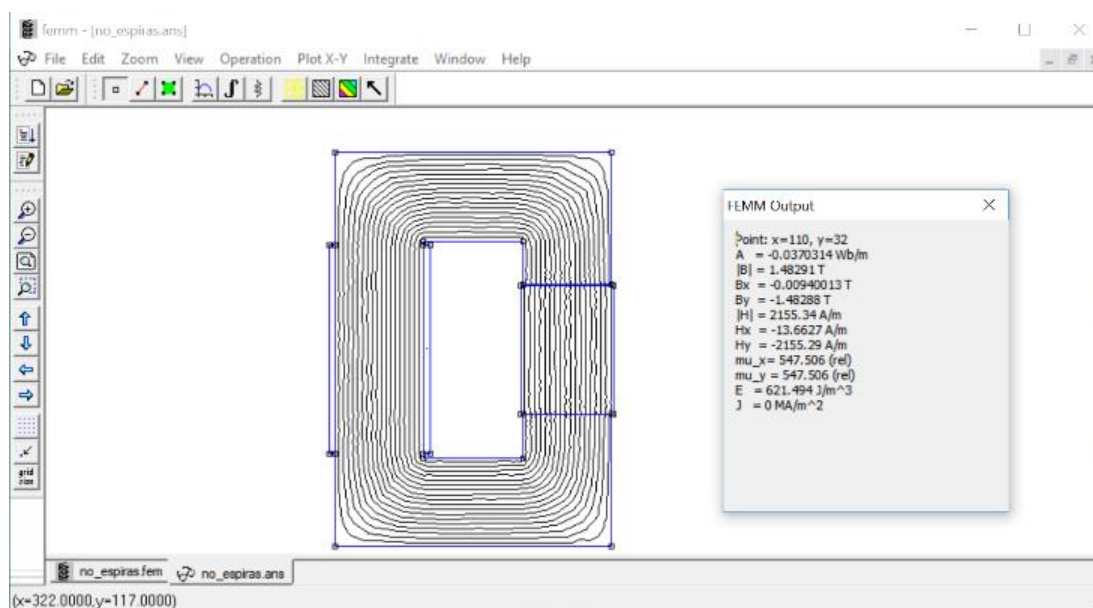 femm - [no_espiras.ans]
File Edit Zoom View Operation Plot X-Y Integrate Window Help
FEMM Output
Point: x=110, y=32
A = -0.0370314 Wb/m
|B| = 1.48291 T
Bx = -0.00940013 T
By = -1.48288 T
|H| = 2155.34 A/m
Hx = -13.6627 A/m
Hy = -2155.29 A/m
mu_x= 547.506 (rel)
mu_y = 547.506 (rel)
E = 621.494 J/m^3
J = 0 MA/m^2
grid
size
no_espiras.fem no_espiras.ans
(x=322.0000,y=117.0000)